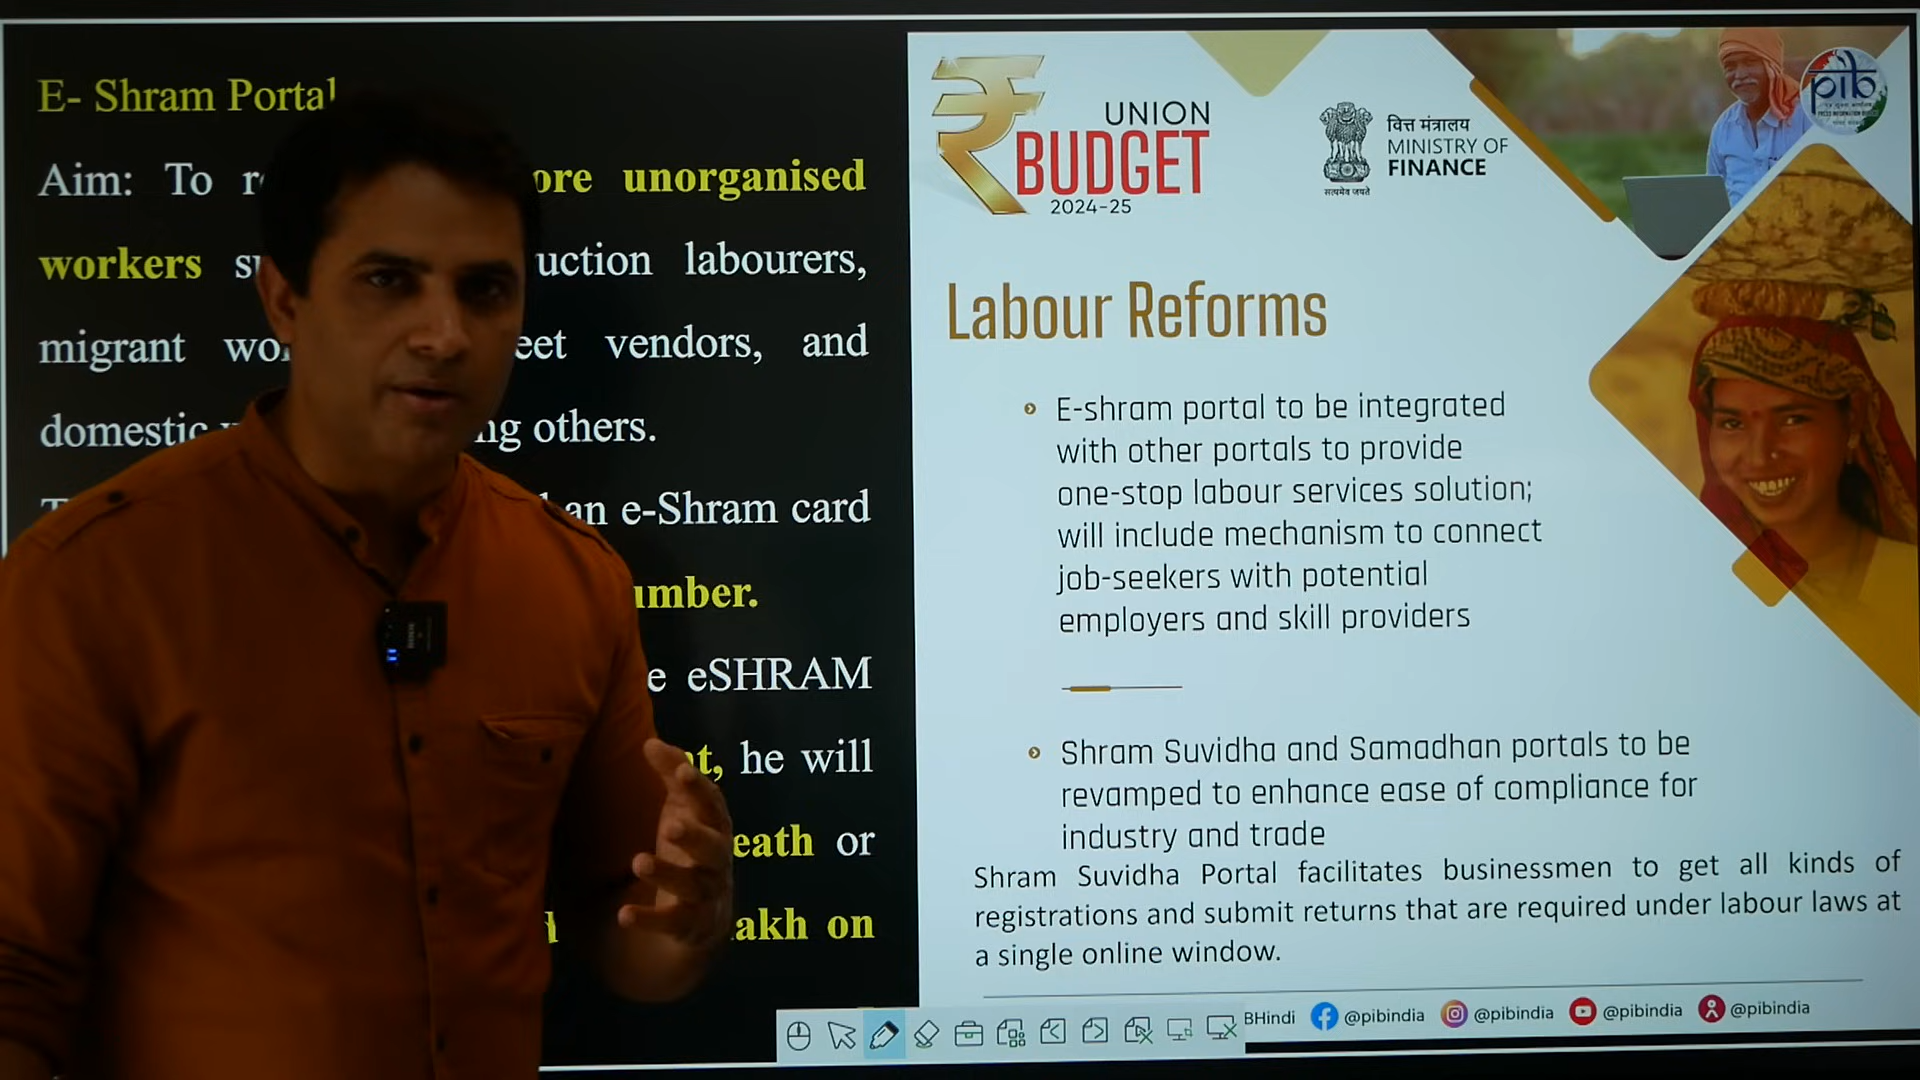 E- Shram Portal
Aim: To ore unorganised
workers uction labourers,
migrant eet vendors, and
domestic ng others.
an e-Shram card
umber.
e eSHRAM
he will
eath or
akh on
UNION
BUDGET
2024-25
वित्त मंत्रालय
MINISTRY OF
FINANCE
सत्यमेव जयते
pib
Labour Reforms
E-shram portal to be integrated
with other portals to provide
one-stop labour services solution;
will include mechanism to connect
job-seekers with potential
employers and skill providers
Shram Suvidha and Samadhan portals to be
revamped to enhance ease of compliance for
industry and trade
Shram Suvidha Portal facilitates businessmen to get all kinds of
registrations and submit returns that are required under labour laws at
a single online window.
BHindi @pibindia @pibindia @pibindia @pibindia